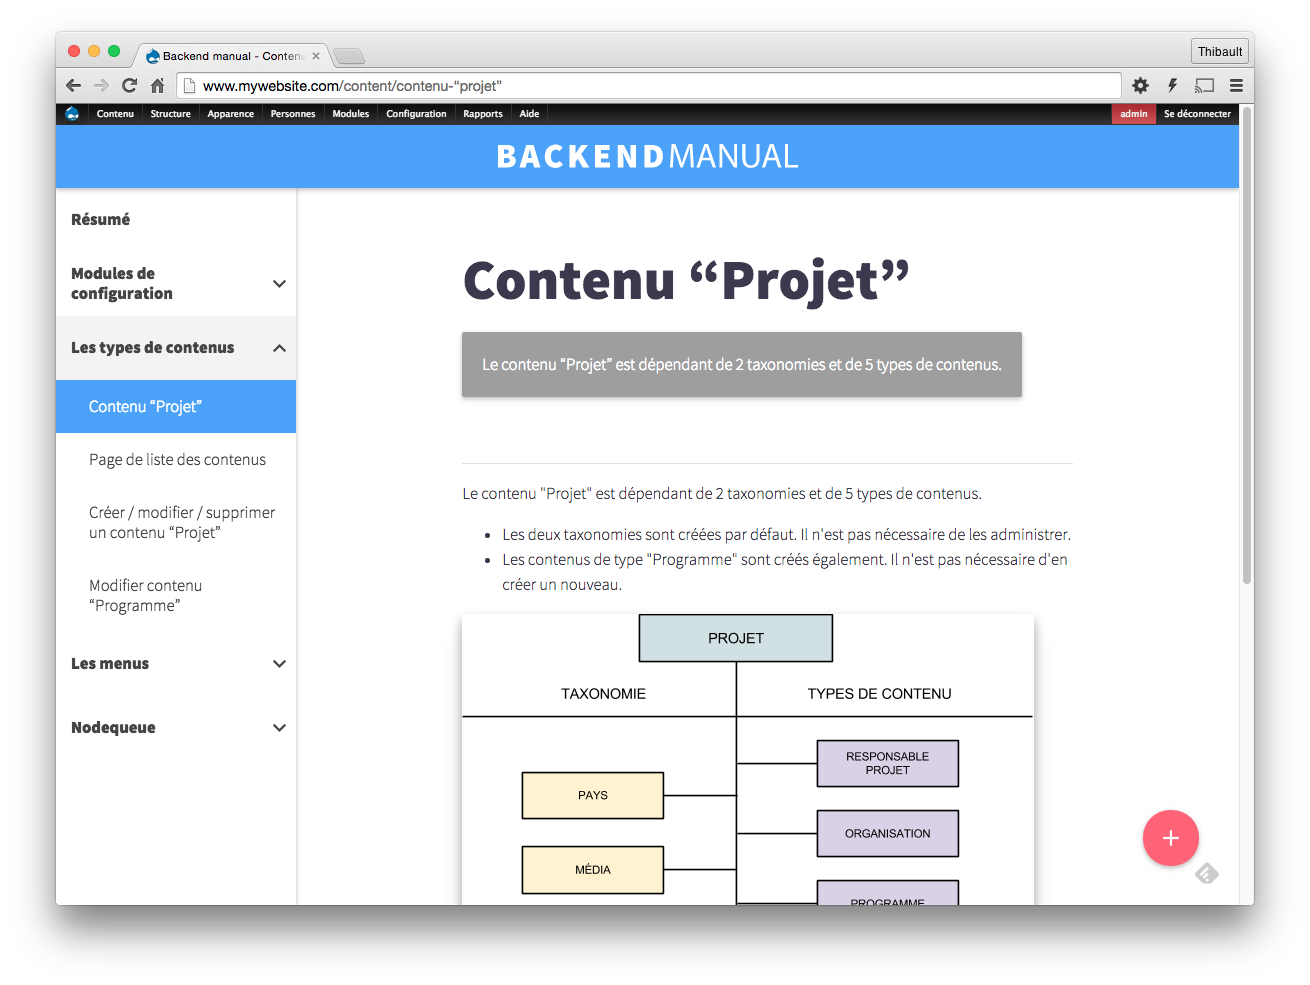 Backend manual - Conten
Thibault
www.mywebsite.com/content/contenu-“projet”
Contenu Structure Apparence Personnes Modules Configuration Rapports Aide admin Se déconnecter
BACKENDMANUAL
Résumé
Modules de
configuration
Les types de contenus
Contenu “Projet”
Page de liste des contenus
Créer / modifier / supprimer
un contenu “Projet”
Modifier contenu
“Programme”
Les menus
Nodequeue
Contenu “Projet”
Le contenu “Projet” est dépendant de 2 taxonomies et de 5 types de contenus.
Le contenu "Projet" est dépendant de 2 taxonomies et de 5 types de contenus.
• Les deux taxonomies sont créées par défaut. Il n'est pas nécessaire de les administrer.
• Les contenus de type "Programme" sont créés également. Il n'est pas nécessaire d'en
créer un nouveau.
PROJET
TAXONOMIE TYPES DE CONTENU
RESPONSABLE
PROJET
PAYS
ORGANISATION
MÉDIA
PROGRAMME